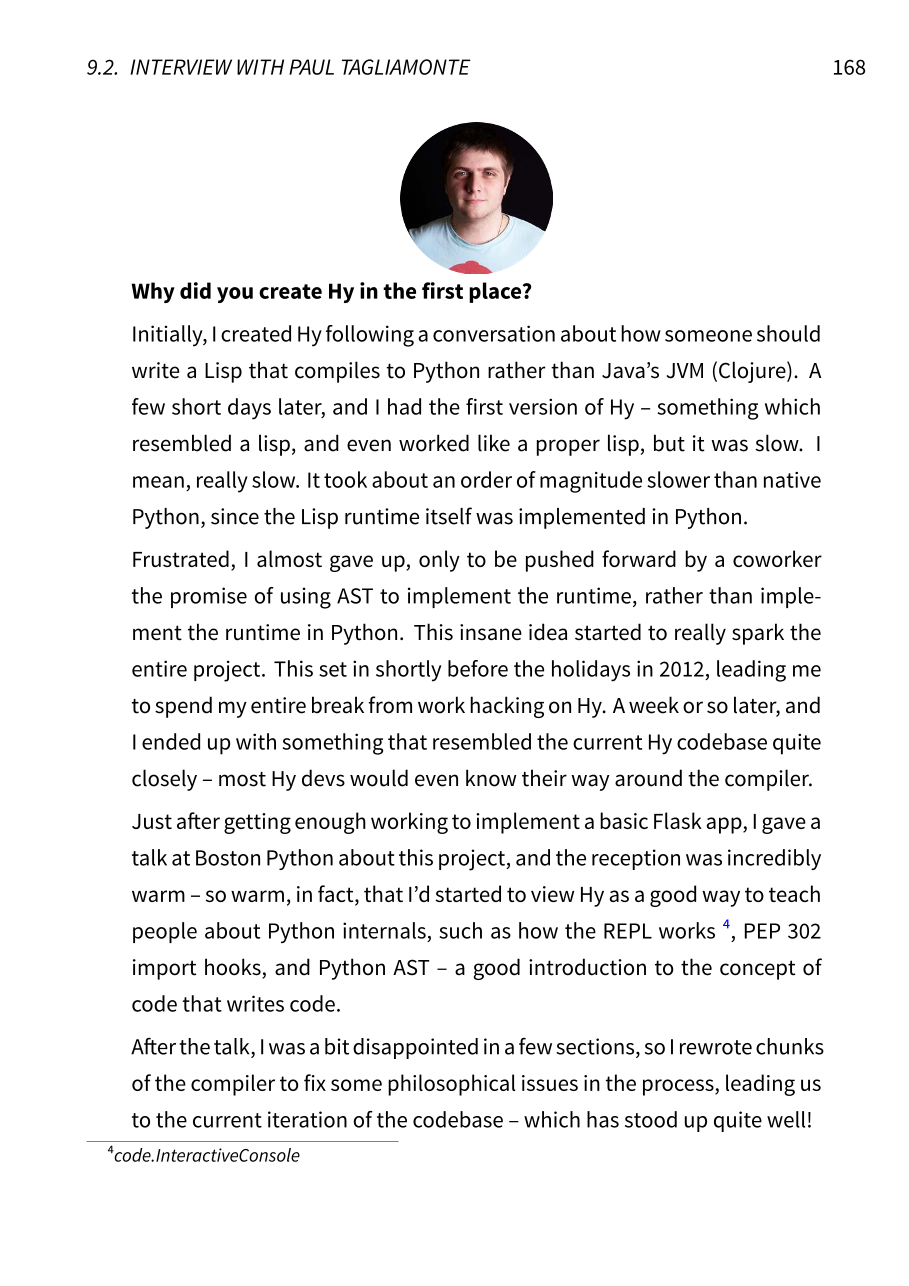 9.2. INTERVIEW WITH PAUL TAGLIAMONTE 168
Why did you create Hy in the first place?
Initially, I created Hy following a conversation about how someone should
write a Lisp that compiles to Python rather than Java’s JVM (Clojure). A
few short days later, and I had the first version of Hy – something which
resembled a lisp, and even worked like a proper lisp, but it was slow. I
mean, really slow. It took about an order of magnitude slower than native
Python, since the Lisp runtime itself was implemented in Python.
Frustrated, I almost gave up, only to be pushed forward by a coworker
the promise of using AST to implement the runtime, rather than imple-
ment the runtime in Python. This insane idea started to really spark the
entire project. This set in shortly before the holidays in 2012, leading me
to spend my entire break from work hacking on Hy. A week or so later, and
I ended up with something that resembled the current Hy codebase quite
closely – most Hy devs would even know their way around the compiler.
Just after getting enough working to implement a basic Flask app, I gave a
talk at Boston Python about this project, and the reception was incredibly
warm – so warm, in fact, that I’d started to view Hy as a good way to teach
people about Python internals, such as how the REPL works 4, PEP 302
import hooks, and Python AST – a good introduction to the concept of
code that writes code.
After the talk, I was a bit disappointed in a few sections, so I rewrote chunks
of the compiler to fix some philosophical issues in the process, leading us
to the current iteration of the codebase – which has stood up quite well!
4code.InteractiveConsole